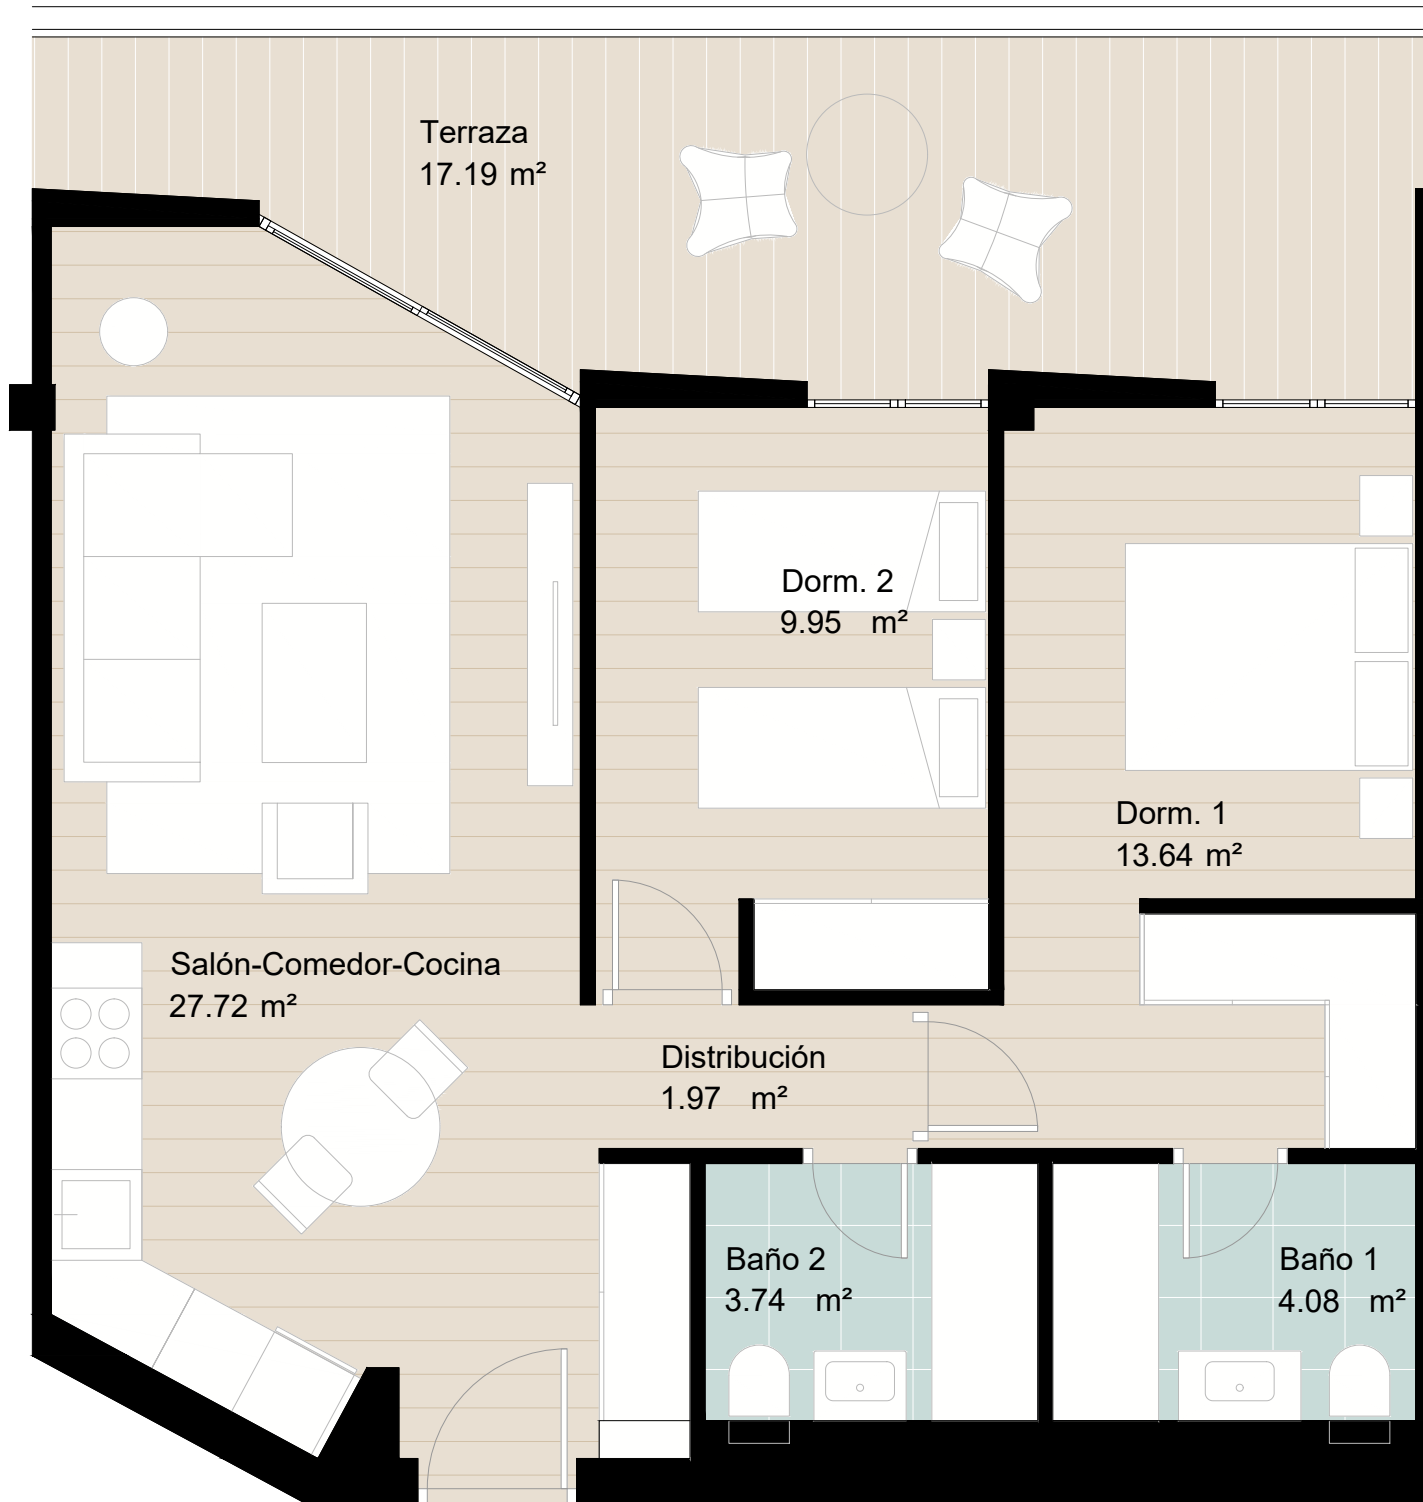 Terraza
17.19 m²
Dorm. 2
9.95 m²
Dorm. 1
13.64 m²
Salón-Comedor-Cocina
27.72 m²
Distribución
1.97 m²
Baño 2
3.74 m²
Baño 1
4.08 m²